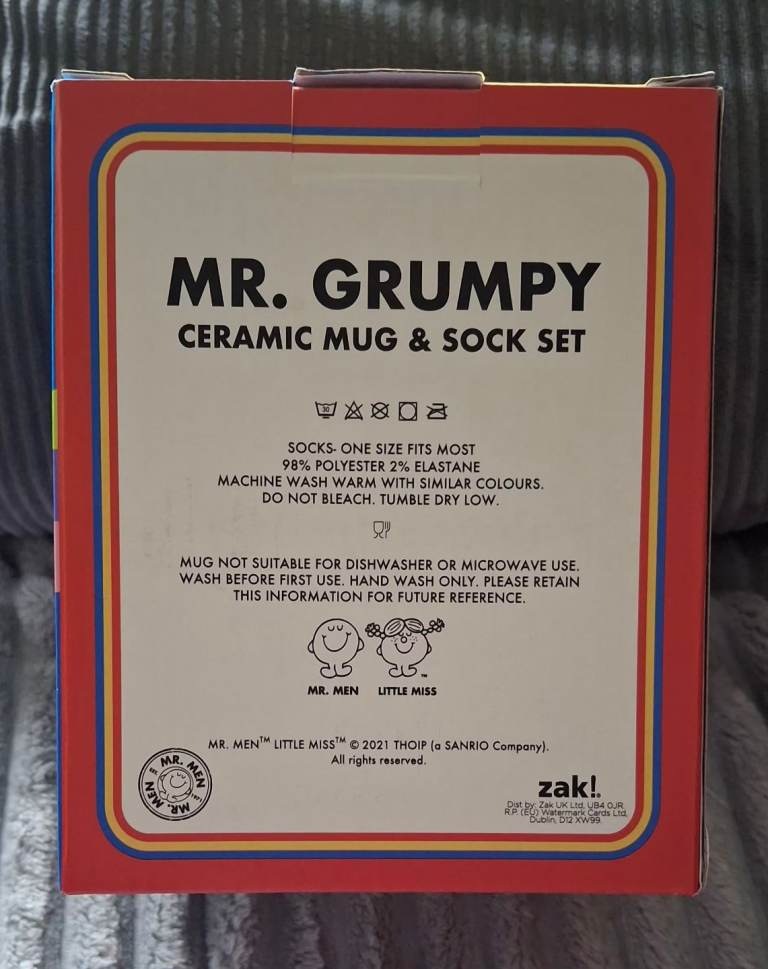 MR. GRUMPY
CERAMIC MUG & SOCK SET
30
SOCKS- ONE SIZE FITS MOST
98% POLYESTER 2% ELASTANE
MACHINE WASH WARM WITH SIMILAR COLOURS.
DO NOT BLEACH. TUMBLE DRY LOW.
MUG NOT SUITABLE FOR DISHWASHER OR MICROWAVE USE.
WASH BEFORE FIRST USE. HAND WASH ONLY. PLEASE RETAIN
THIS INFORMATION FOR FUTURE REFERENCE.
TM
MR. MEN LITTLE MISS
MR. MEN™ LITTLE MISS™ © 2021 THOIP (a SANRIO Company).
All rights reserved.
MR. MEN
MR. MEN
zak!
Dist by: Zak UK Ltd, UB4 0JR.
R.P. (EU) Watermark Cards Ltd,
Dublin, D12 XW99.